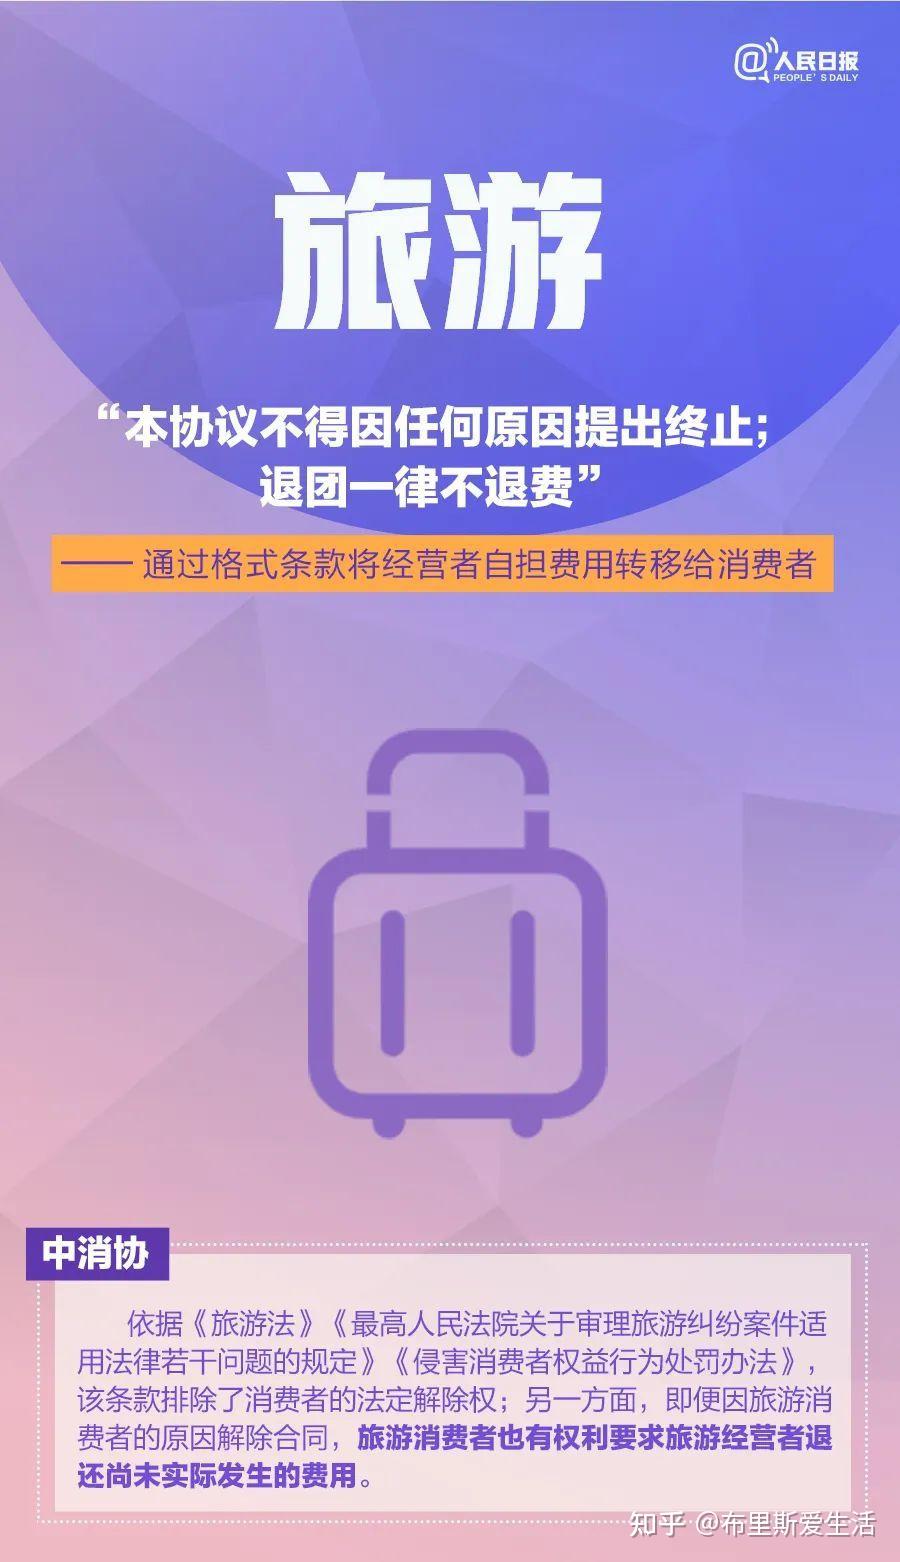 @人民日报
PEOPLE'S DAILY
旅游
“本协议不得因任何原因提出终止；
退团一律不退费”
—— 通过格式条款将经营者自担费用转移给消费者
中消协
依据《旅游法》《最高人民法院关于审理旅游纠纷案件适
用法律若干问题的规定》《侵害消费者权益行为处罚办法》，
该条款排除了消费者的法定解除权；另一方面，即便因旅游消
费者的原因解除合同，旅游消费者也有权利要求旅游经营者退
还尚未实际发生的费用。
知乎 @布里斯爱生活